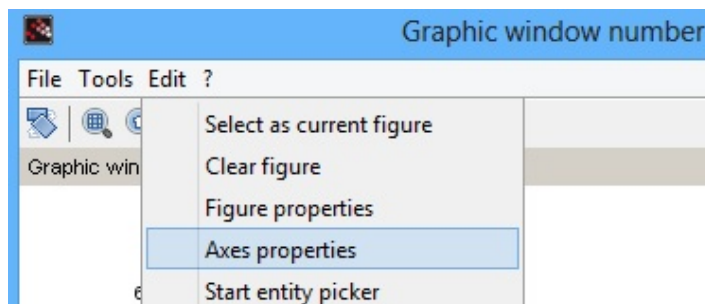 Graphic window number
File Tools Edit ?
Select as current figure
Graphic win
Clear figure
Figure properties
Axes properties
6
Start entity picker